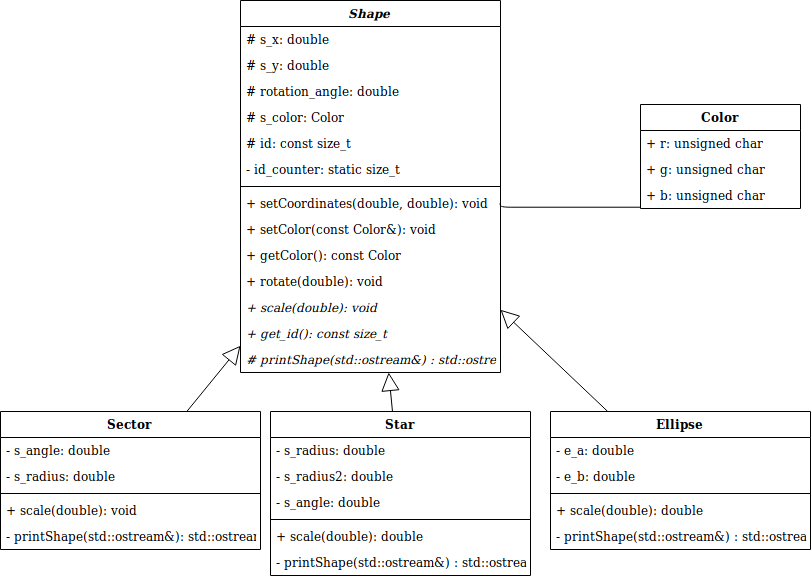 Shape
# s_x: double
# s_y: double
# rotation_angle: double
# s_color: Color
# id: const size_t
- id_counter: static size_t
+ setCoordinates(double, double): void
+ setColor(const Color&): void
+ getColor(): const Color
+ rotate(double): void
+ scale(double): void
+ get_id(): const size_t
# printShape(std::ostream&) : std::ostre
Color
+ r: unsigned char
+ g: unsigned char
+ b: unsigned char
Sector
- s_angle: double
- s_radius: double
+ scale(double): void
- printShape(std::ostream&): std::ostrear
Star
- s_radius: double
- s_radius2: double
- s_angle: double
+ scale(double): double
- printShape(std::ostream&) : std::ostrea
Ellipse
- e_a: double
- e_b: double
+ scale(double): double
- printShape(std::ostream&) : std::ostrea